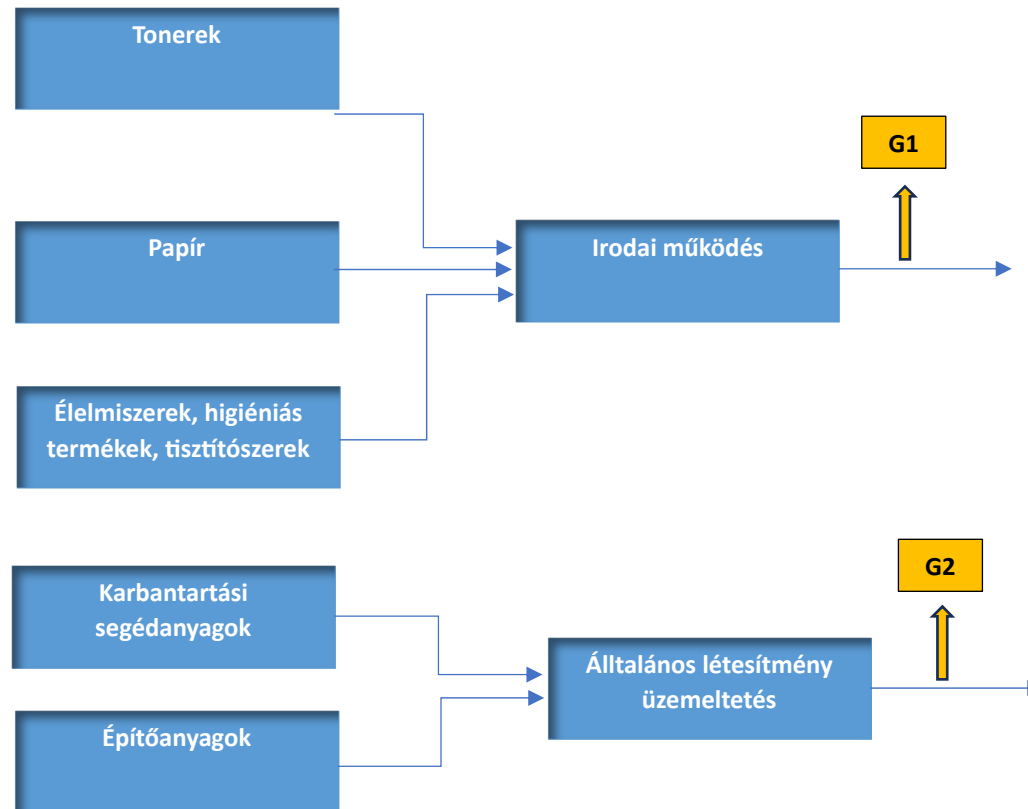 Tonerek
G1
Papír
Irodai működés
Élelmiszerek, higiéniás
termékek, tisztítószerek
G2
Karbantartási
segédanyagok
Álltalános létesítmény
üzemeltetés
Építőanyagok